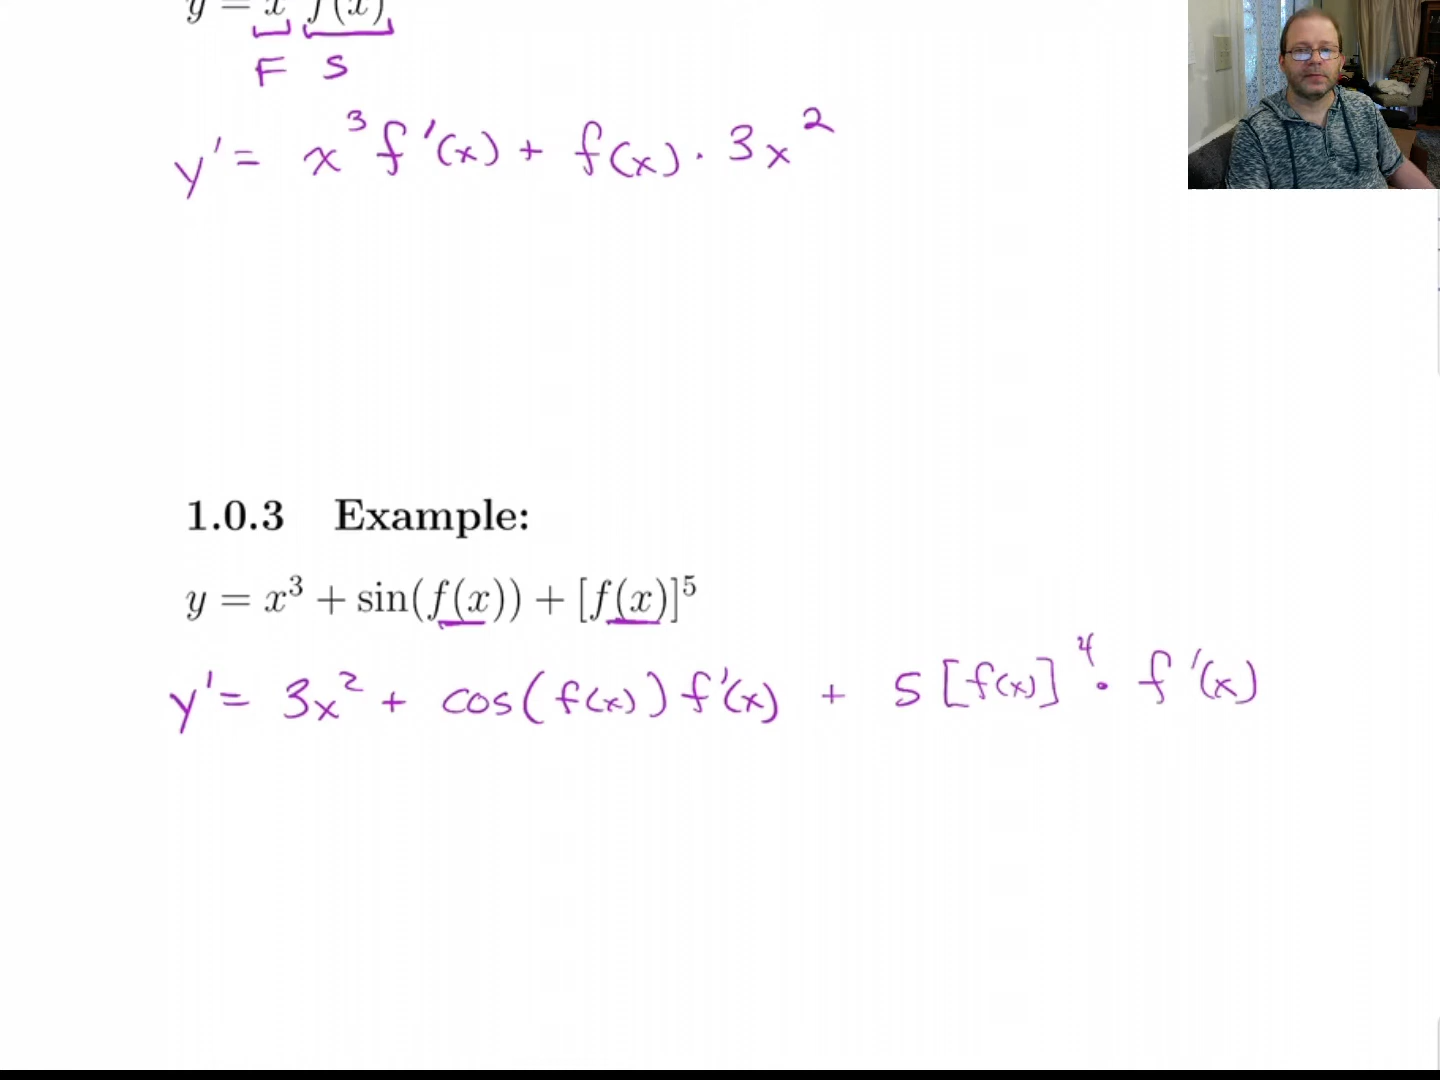 y = x f(x)
F S
y' = x³ f'(x) + f(x) · 3x²
1.0.3 Example:
y = x³ + sin(f(x)) + [f(x)]⁵
y' = 3x² + cos(f(x)) f'(x) + 5[f(x)]⁴ · f'(x)